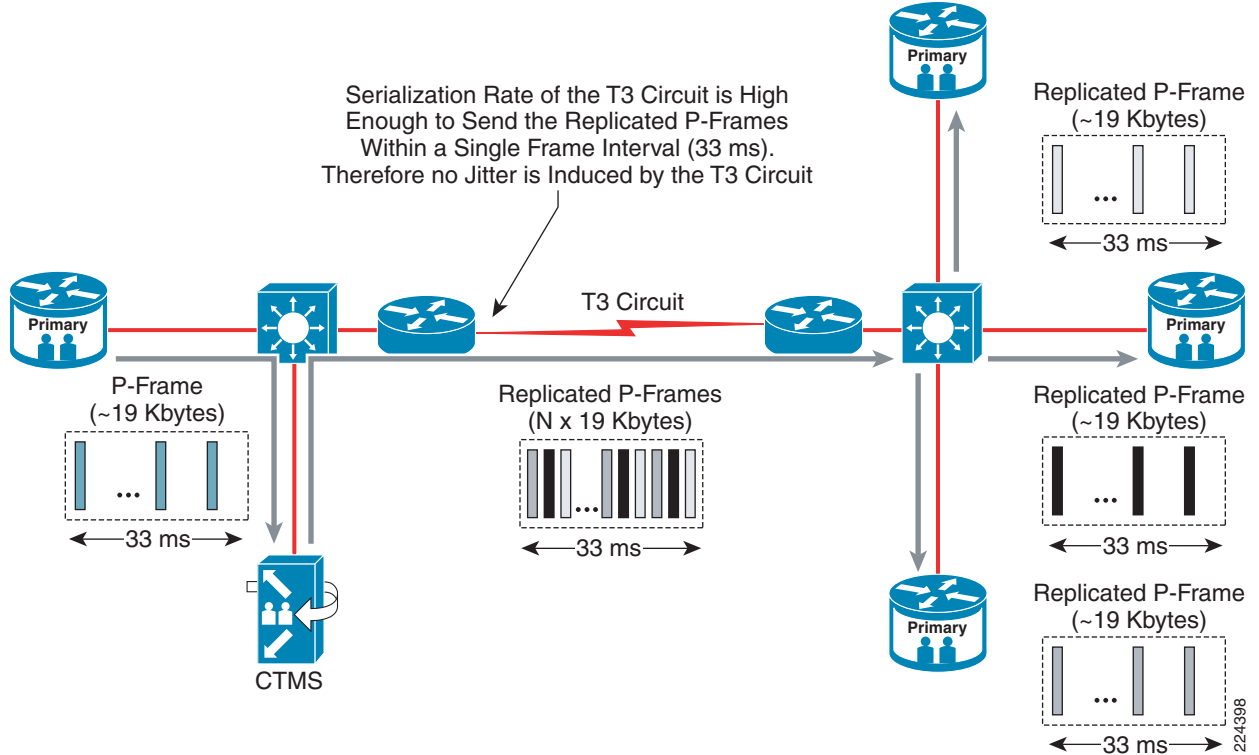 Serialization Rate of the T3 Circuit is High
Enough to Send the Replicated P-Frames
Within a Single Frame Interval (33 ms).
Therefore no Jitter is Induced by the T3 Circuit
Primary
Replicated P-Frame
(~19 Kbytes)
...
33 ms
Primary
T3 Circuit
Primary
P-Frame
(~19 Kbytes)
...
33 ms
Replicated P-Frames
(N x 19 Kbytes)
...
33 ms
Replicated P-Frame
(~19 Kbytes)
...
33 ms
CTMS
Primary
Replicated P-Frame
(~19 Kbytes)
...
33 ms
224398